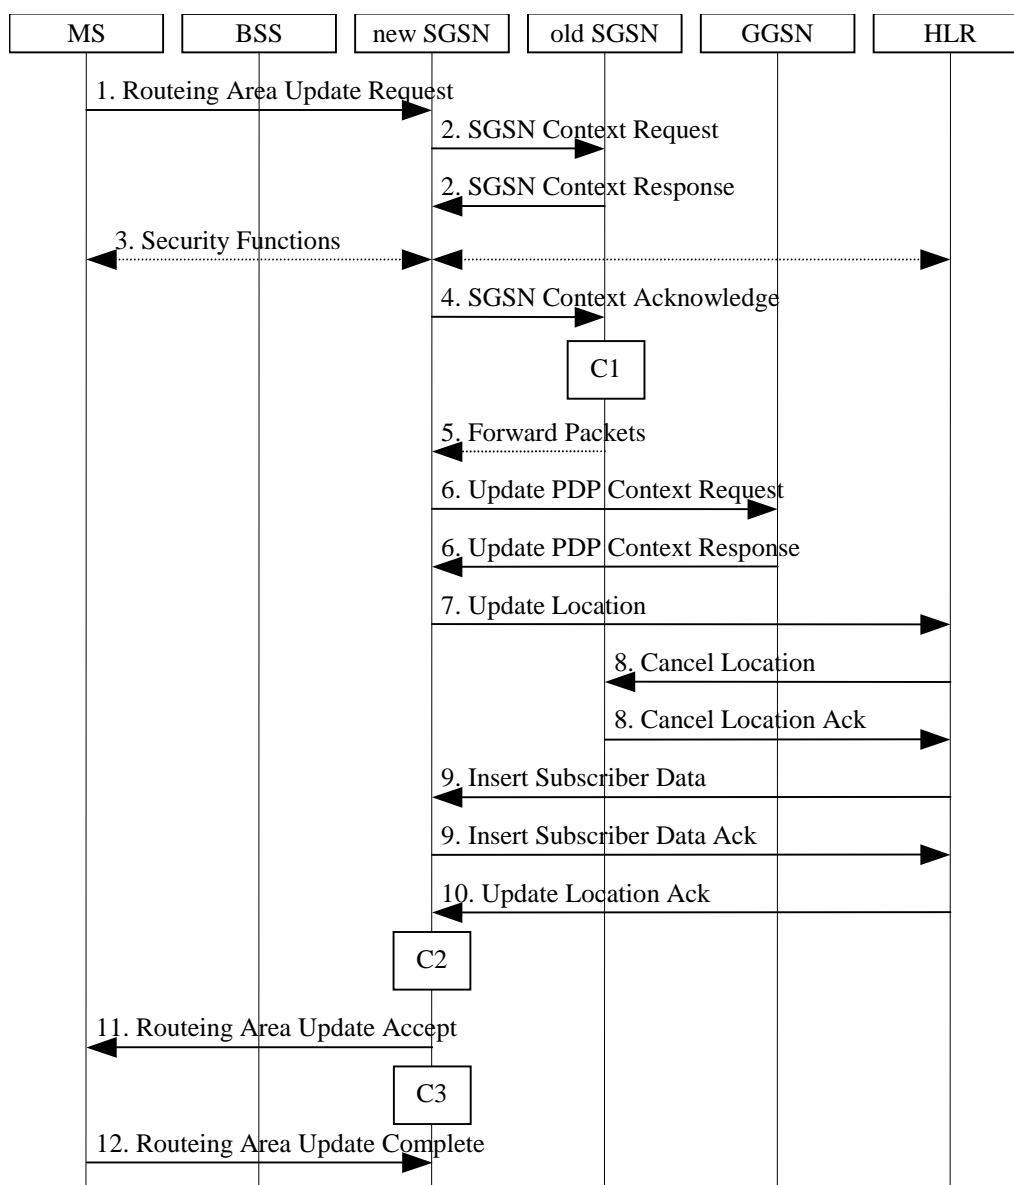 MS BSS new SGSN old SGSN GGSN HLR
1. Routeing Area Update Request
2. SGSN Context Request
2. SGSN Context Response
3. Security Functions
4. SGSN Context Acknowledge
C1
5. Forward Packets
6. Update PDP Context Request
6. Update PDP Context Response
7. Update Location
8. Cancel Location
8. Cancel Location Ack
9. Insert Subscriber Data
9. Insert Subscriber Data Ack
10. Update Location Ack
C2
11. Routeing Area Update Accept
C3
12. Routeing Area Update Complete